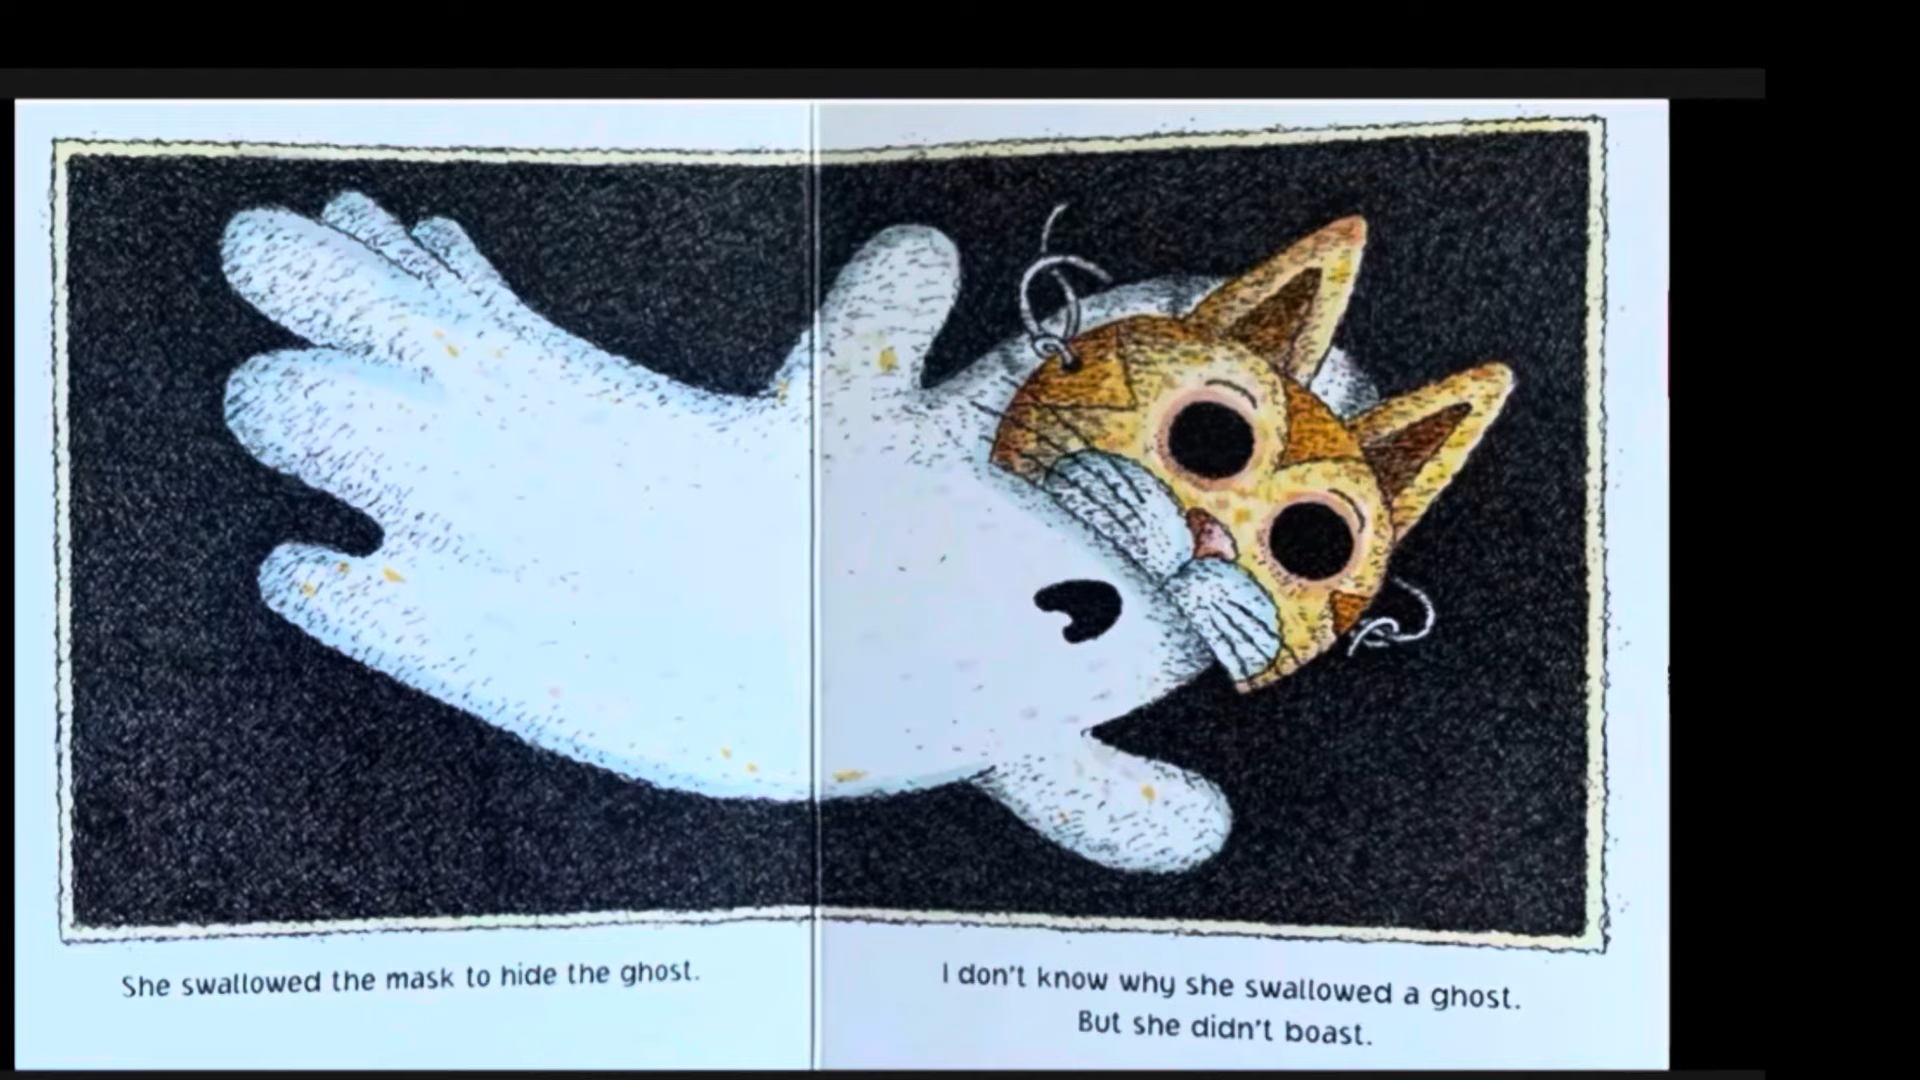 She swallowed the mask to hide the ghost.
I don't know why she swallowed a ghost.
But she didn't boast.